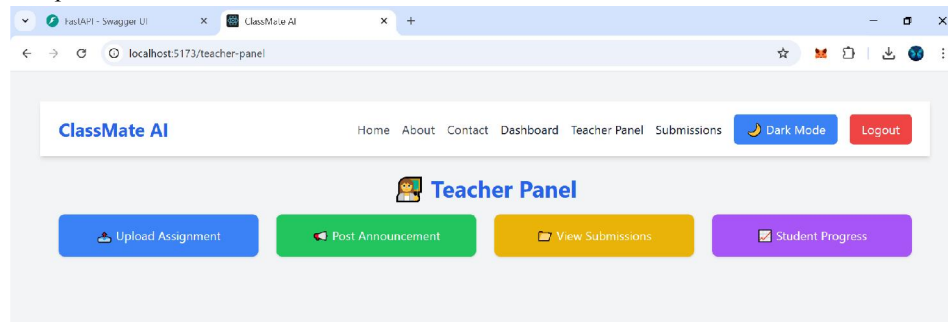 FastAPI - Swagger UI
ClassMate AI
localhost:5173/teacher-panel
ClassMate AI
Home About Contact Dashboard Teacher Panel Submissions Dark Mode Logout
Teacher Panel
Upload Assignment Post Announcement View Submissions Student Progress